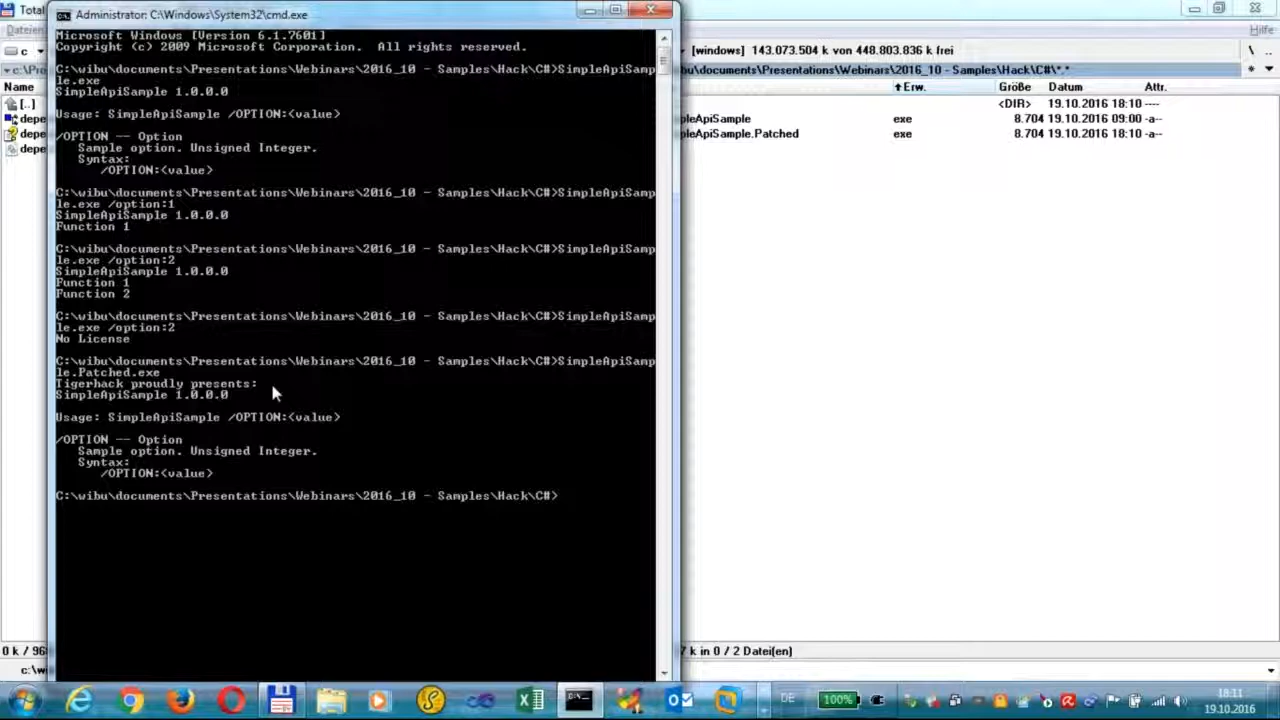 Total
Administrator: C:\Windows\System32\cmd.exe
Dateien
Hilfe
c
[windows] 143.073.504 k von 448.803.836 k frei
\ ..
c:\Pro
bu\documents\Presentations\Webinars\2016_10 - Samples\Hack\C#\*.*
* ▼
Name
↑Erw.
Größe
Datum
Attr.
[..]
<DIR> 19.10.2016 18:10 ----
depe
pleApiSample exe 8.704 19.10.2016 09:00 -a--
depe
pleApiSample.Patched exe 8.704 19.10.2016 18:10 -a--
depe
Microsoft Windows [Version 6.1.7601]
Copyright (c) 2009 Microsoft Corporation.  All rights reserved.
C:\wibu\documents\Presentations\Webinars\2016_10 - Samples\Hack\C#>SimpleApiSamp
le.exe
SimpleApiSample 1.0.0.0
Usage: SimpleApiSample /OPTION:<value>
/OPTION -- Option
Sample option. Unsigned Integer.
Syntax:
/OPTION:<value>
C:\wibu\documents\Presentations\Webinars\2016_10 - Samples\Hack\C#>SimpleApiSamp
le.exe /option:1
SimpleApiSample 1.0.0.0
Function 1
C:\wibu\documents\Presentations\Webinars\2016_10 - Samples\Hack\C#>SimpleApiSamp
le.exe /option:2
SimpleApiSample 1.0.0.0
Function 1
Function 2
C:\wibu\documents\Presentations\Webinars\2016_10 - Samples\Hack\C#>SimpleApiSamp
le.exe /option:2
No License
C:\wibu\documents\Presentations\Webinars\2016_10 - Samples\Hack\C#>SimpleApiSamp
le.Patched.exe
Tigerhack proudly presents:
SimpleApiSample 1.0.0.0
Usage: SimpleApiSample /OPTION:<value>
/OPTION -- Option
Sample option. Unsigned Integer.
Syntax:
/OPTION:<value>
C:\wibu\documents\Presentations\Webinars\2016_10 - Samples\Hack\C#>
0 k / 96
7 k in 0 / 2 Datei(en)
c:\w
DE
100%
18:11
19.10.2016